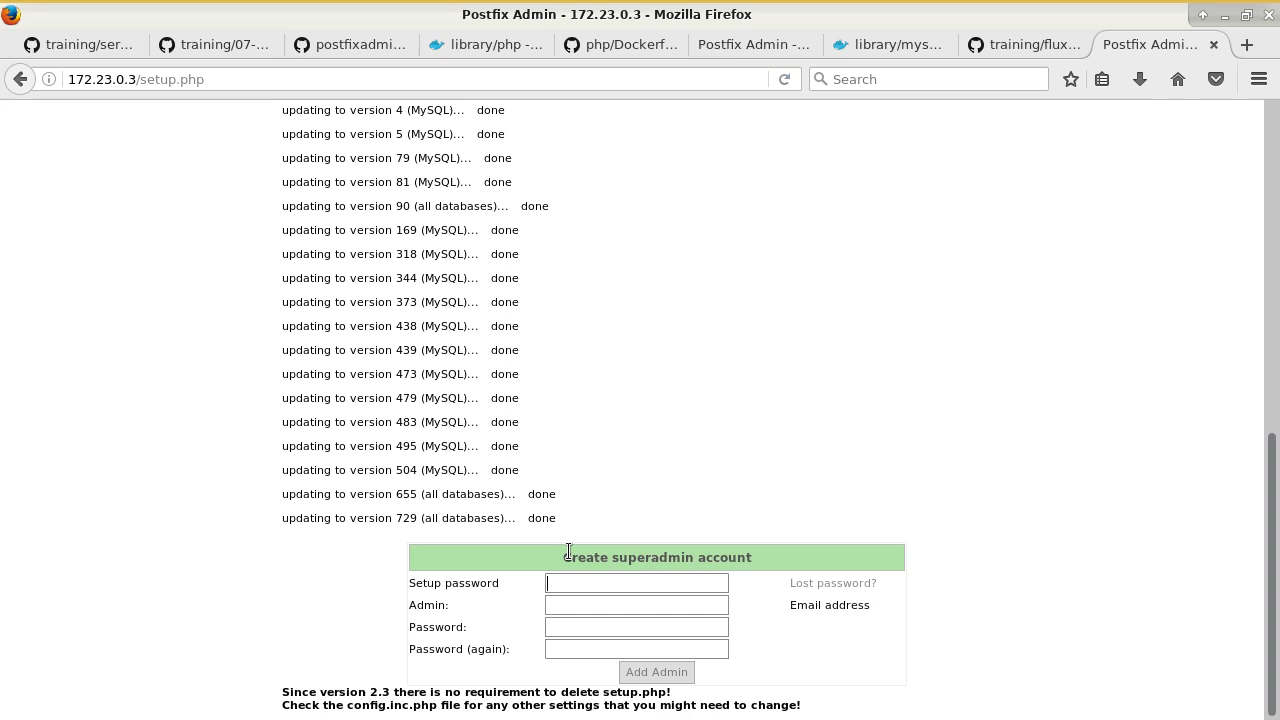 Postfix Admin - 172.23.0.3 - Mozilla Firefox
training/ser... training/07-... postfixadmi... library/php -... php/Dockerf... Postfix Admin -... library/mys... training/flux... Postfix Admi...
172.23.0.3/setup.php Search
updating to version 4 (MySQL)... done
updating to version 5 (MySQL)... done
updating to version 79 (MySQL)... done
updating to version 81 (MySQL)... done
updating to version 90 (all databases)... done
updating to version 169 (MySQL)... done
updating to version 318 (MySQL)... done
updating to version 344 (MySQL)... done
updating to version 373 (MySQL)... done
updating to version 438 (MySQL)... done
updating to version 439 (MySQL)... done
updating to version 473 (MySQL)... done
updating to version 479 (MySQL)... done
updating to version 483 (MySQL)... done
updating to version 495 (MySQL)... done
updating to version 504 (MySQL)... done
updating to version 655 (all databases)... done
updating to version 729 (all databases)... done
Create superadmin account
Setup password Lost password?
Admin: Email address
Password:
Password (again):
Add Admin
Since version 2.3 there is no requirement to delete setup.php!
Check the config.inc.php file for any other settings that you might need to change!